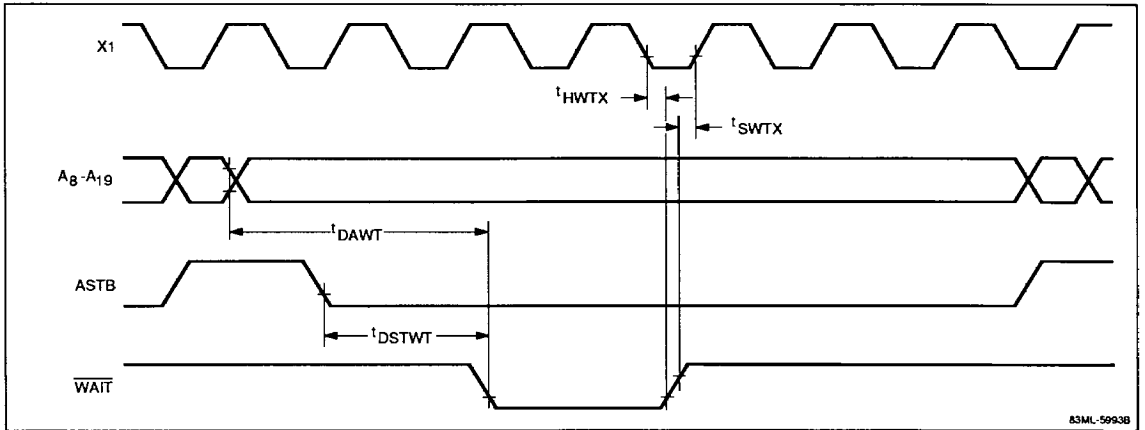 X1
tHWTX
tSWTX
A8-A19
tDAWT
ASTB
tDSTWT
WAIT
83ML-5993B